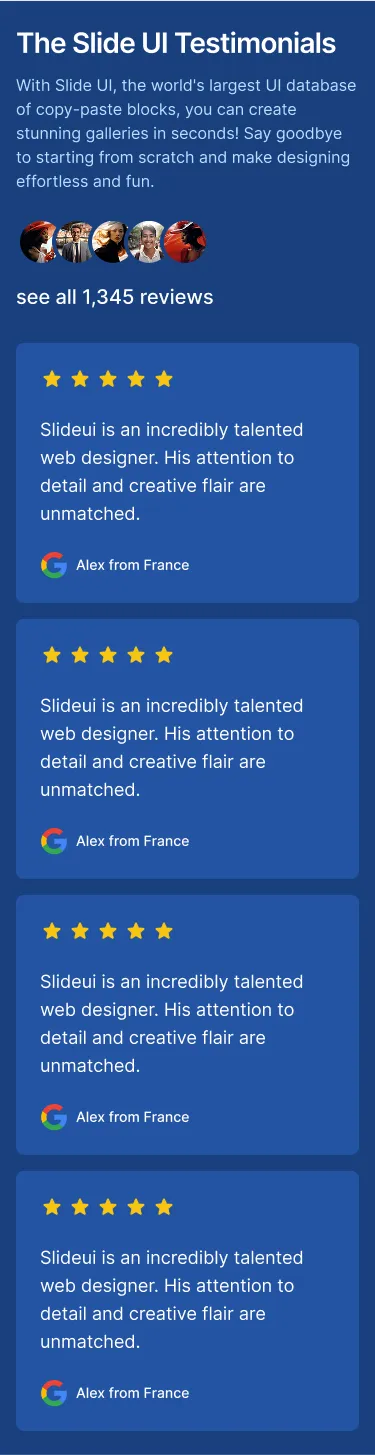 The Slide UI Testimonials
With Slide UI, the world's largest UI database
of copy-paste blocks, you can create
stunning galleries in seconds! Say goodbye
to starting from scratch and make designing
effortless and fun.
see all 1,345 reviews
Slideui is an incredibly talented
web designer. His attention to
detail and creative flair are
unmatched.
Alex from France
Slideui is an incredibly talented
web designer. His attention to
detail and creative flair are
unmatched.
Alex from France
Slideui is an incredibly talented
web designer. His attention to
detail and creative flair are
unmatched.
Alex from France
Slideui is an incredibly talented
web designer. His attention to
detail and creative flair are
unmatched.
Alex from France